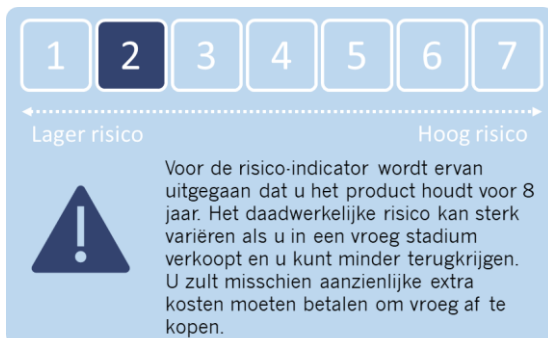 1 2 3 4 5 6 7
Lager risico Hoog risico
Voor de risico-indicator wordt ervan
uitgegaan dat u het product houdt voor 8
jaar. Het daadwerkelijke risico kan sterk
variëren als u in een vroeg stadium
verkoopt en u kunt minder terugkrijgen.
U zult misschien aanzienlijke extra
kosten moeten betalen om vroeg af te
kopen.